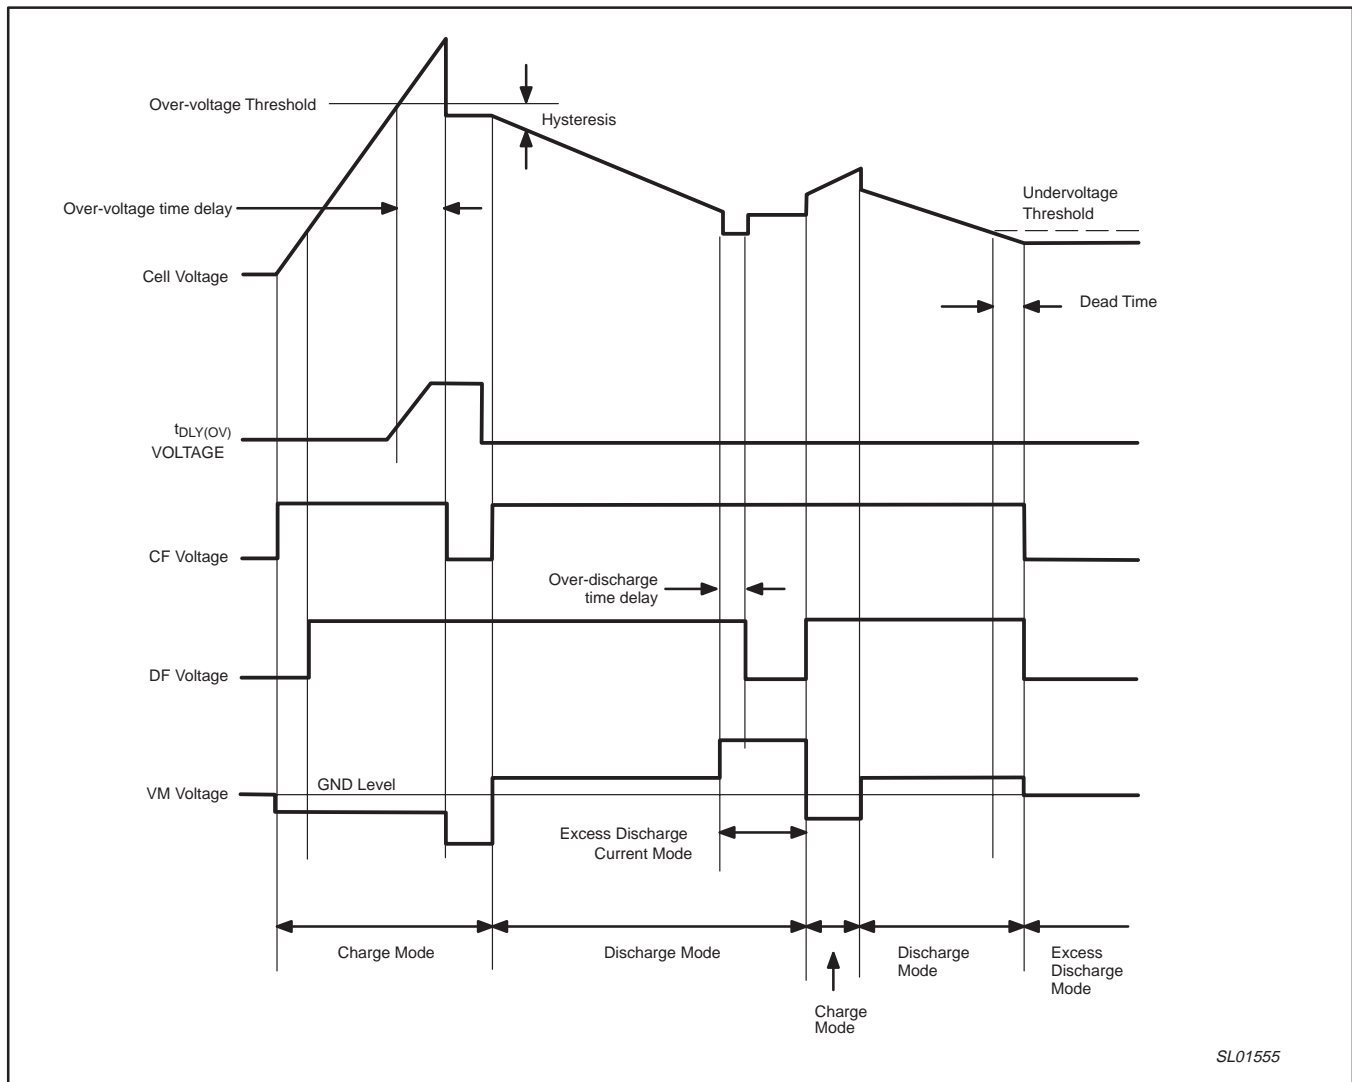 Over-voltage Threshold
Hysteresis
Over-voltage time delay
Undervoltage
Threshold
Cell Voltage
Dead Time
tDLY(OV)
VOLTAGE
CF Voltage
Over-discharge
time delay
DF Voltage
GND Level
VM Voltage
Excess Discharge
Current Mode
Charge Mode
Discharge Mode
Discharge
Mode
Excess
Discharge
Mode
Charge
Mode
SL01555